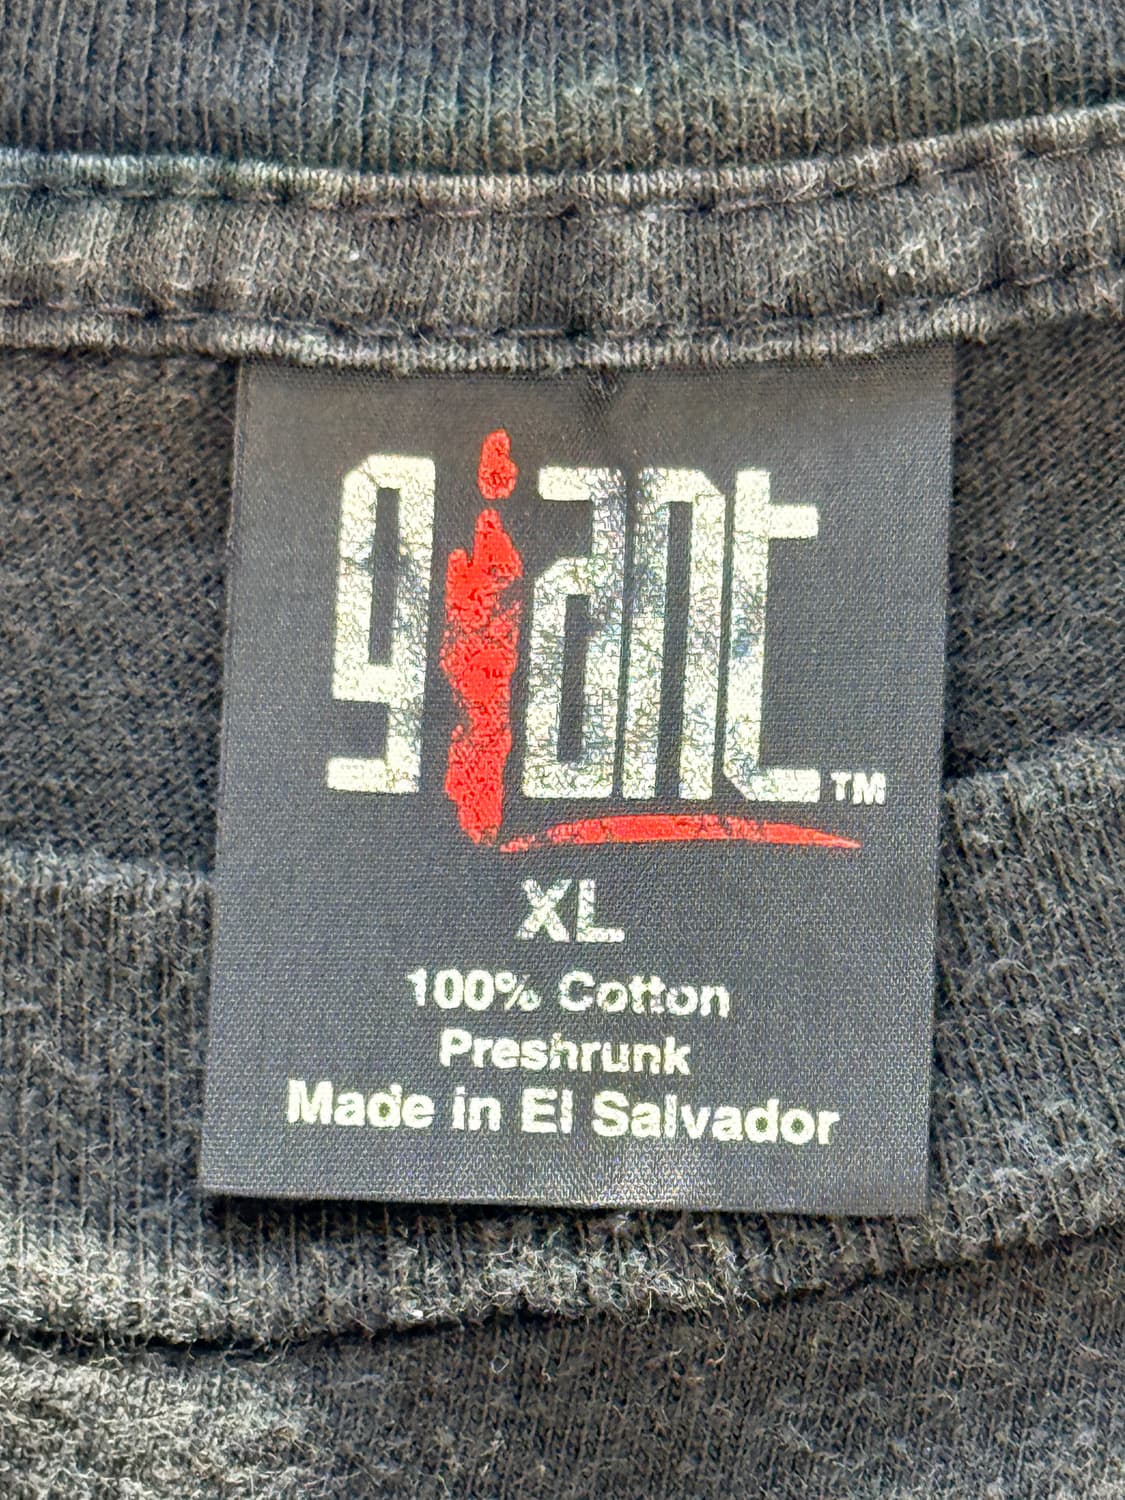 giant™
XL
100% Cotton
Preshrunk
Made in El Salvador